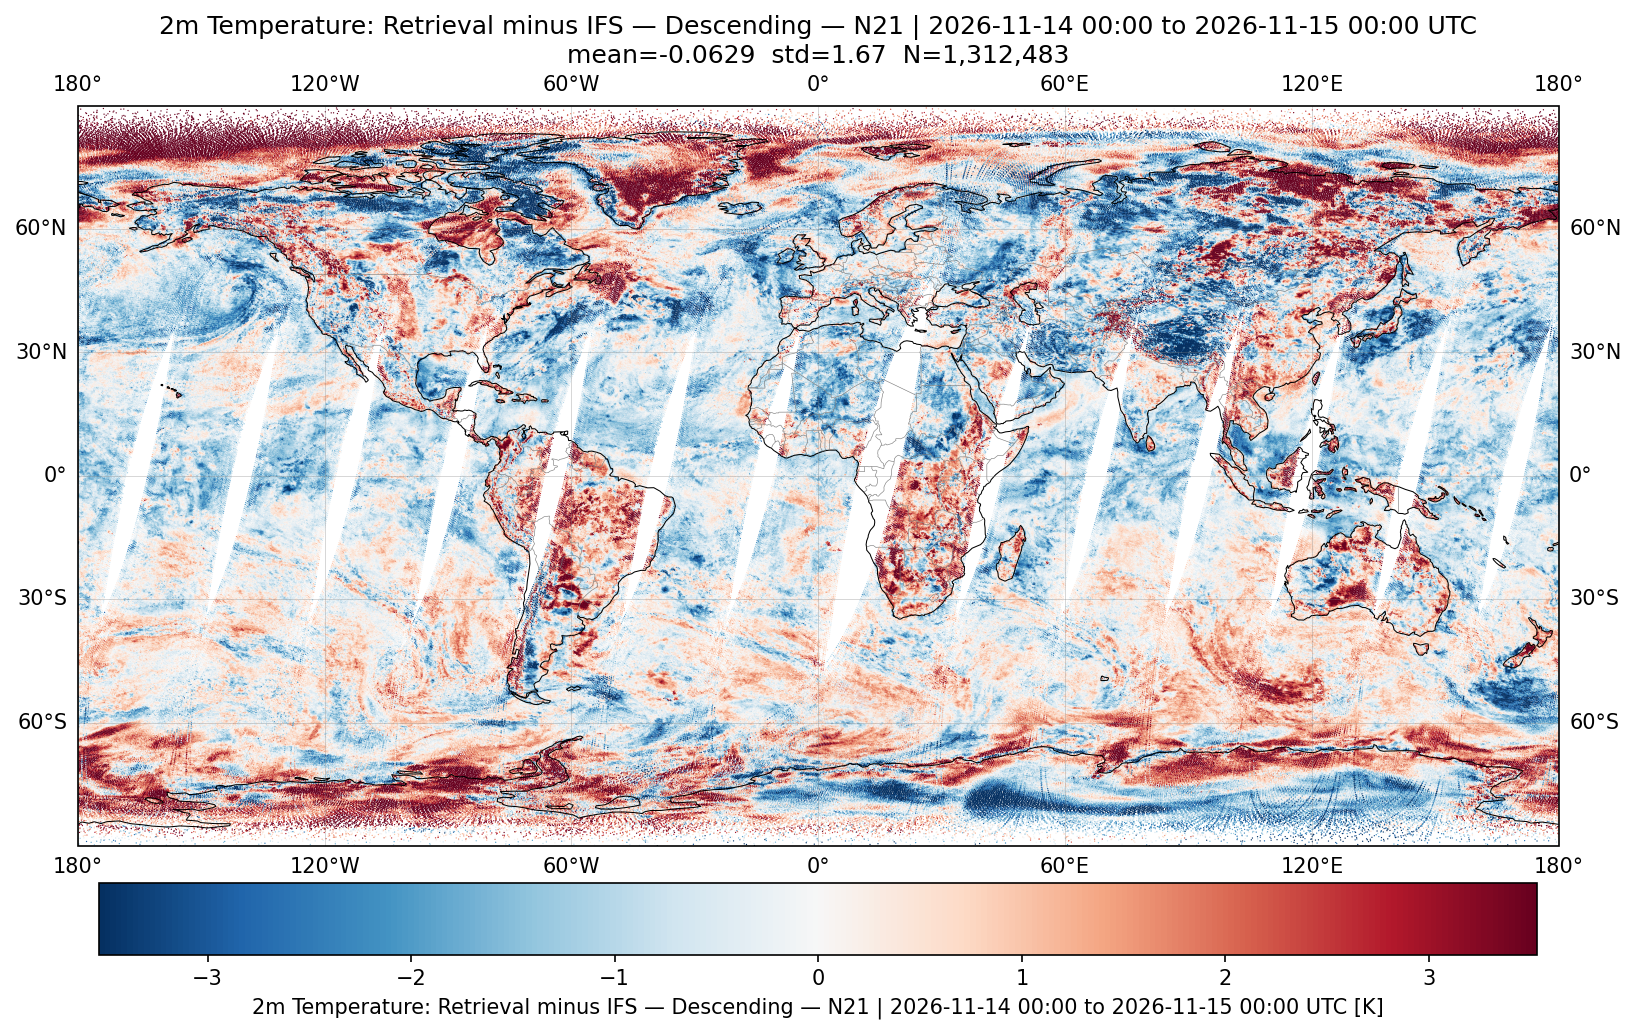 2m Temperature: Retrieval minus IFS — Descending — N21 | 2026-11-14 00:00 to 2026-11-15 00:00 UTC
mean=-0.0629 std=1.67 N=1,312,483
180° 120°W 60°W 0° 60°E 120°E 180°
60°N 60°N
30°N 30°N
0° 0°
30°S 30°S
60°S 60°S
180° 120°W 60°W 0° 60°E 120°E 180°
−3 −2 −1 0 1 2 3
2m Temperature: Retrieval minus IFS — Descending — N21 | 2026-11-14 00:00 to 2026-11-15 00:00 UTC [K]